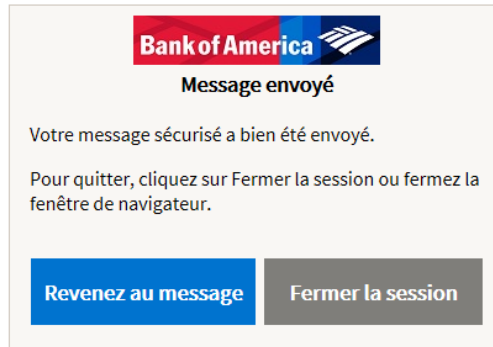 Bank of America
Message envoyé
Votre message sécurisé a bien été envoyé.
Pour quitter, cliquez sur Fermer la session ou fermez la
fenêtre de navigateur.
Revenez au message
Fermer la session